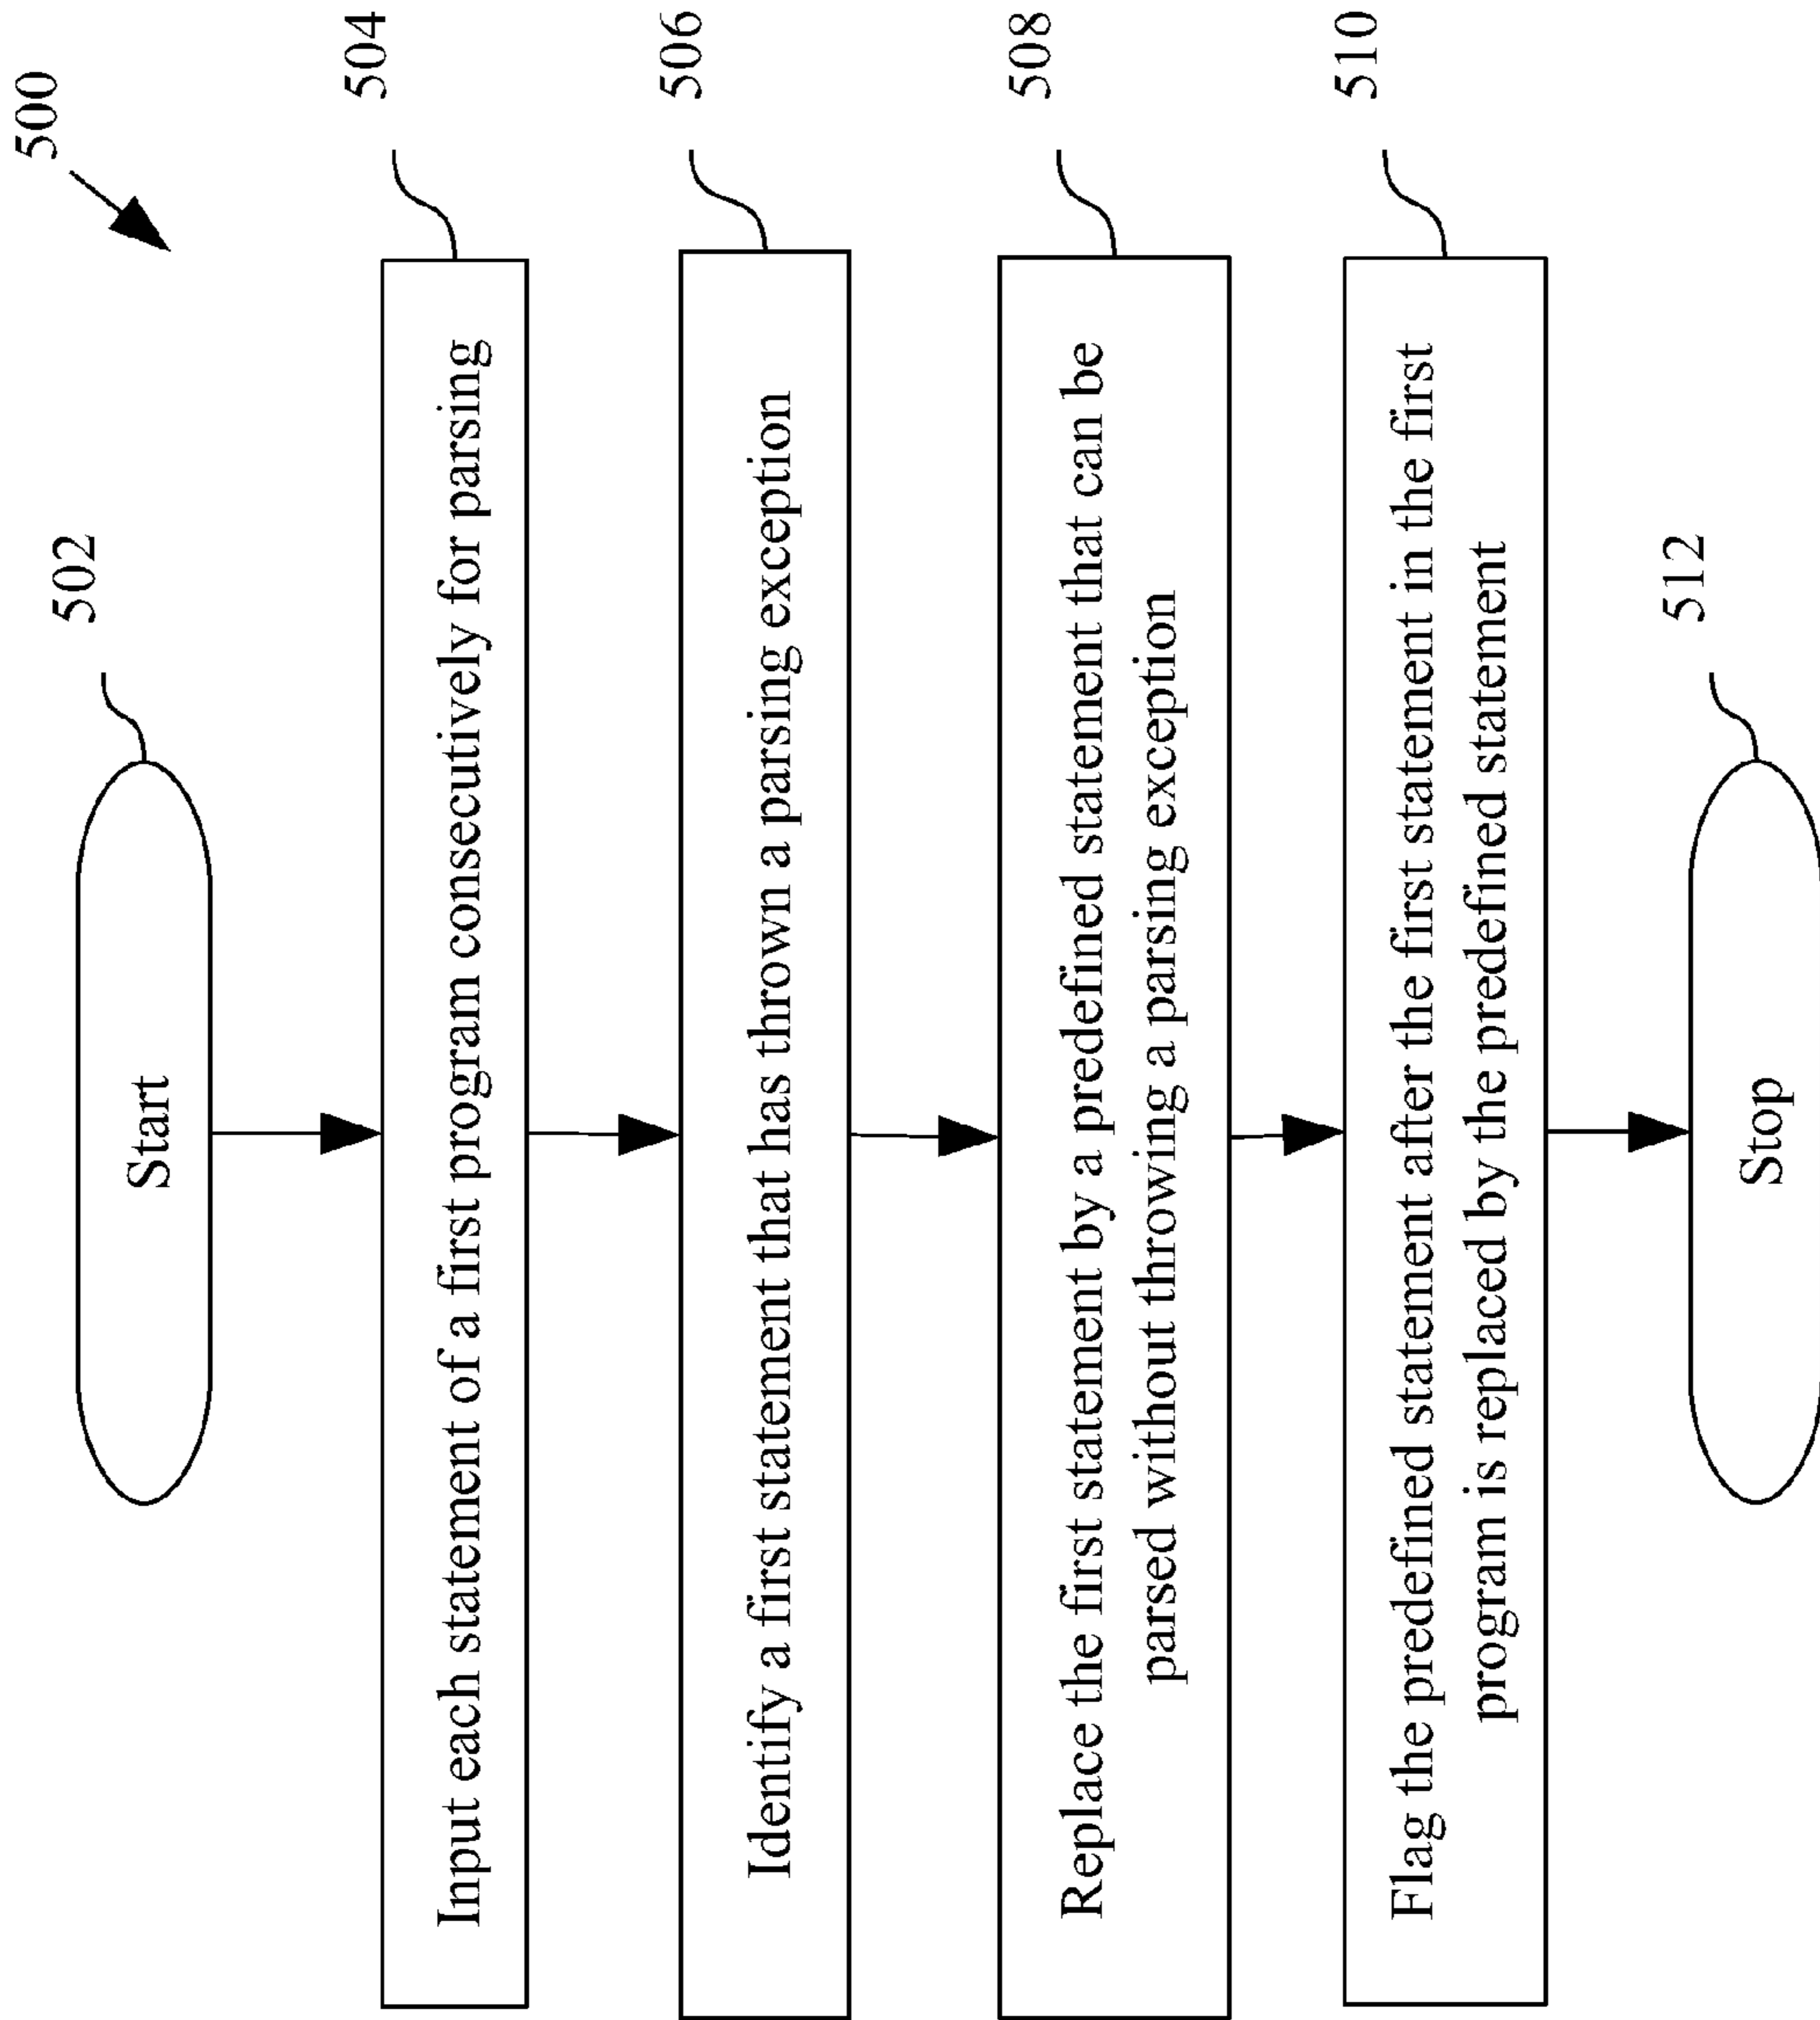 500
502
Start
504
Input each statement of a first program consecutively for parsing
506
Identify a first statement that has thrown a parsing exception
508
Replace the first statement by a predefined statement that can be
parsed without throwing a parsing exception
510
Flag the predefined statement after the first statement in the first
program is replaced by the predefined statement
512
Stop